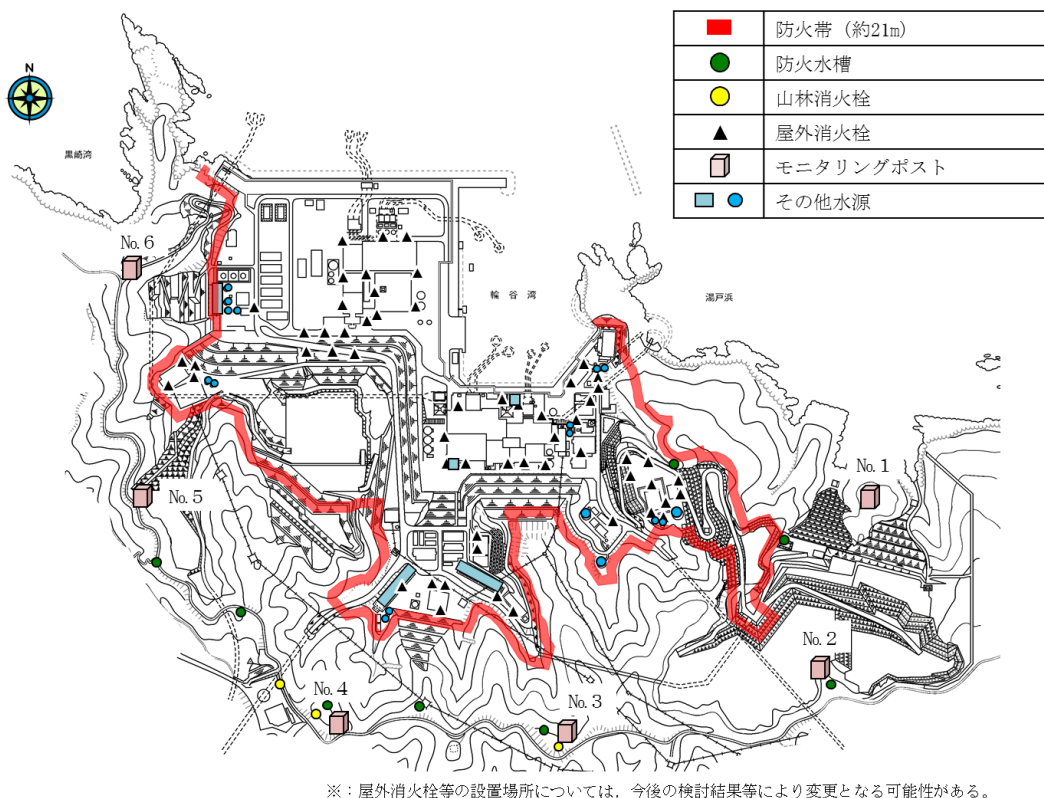 防火帯（約21m）
防火水槽
山林消火栓
屋外消火栓
モニタリングポスト
その他水源
N
黒崎湾
No.6
輪谷湾
湯戸浜
No.1
No.5
No.2
No.4
No.3
※：屋外消火栓等の設置場所については，今後の検討結果等により変更となる可能性がある。